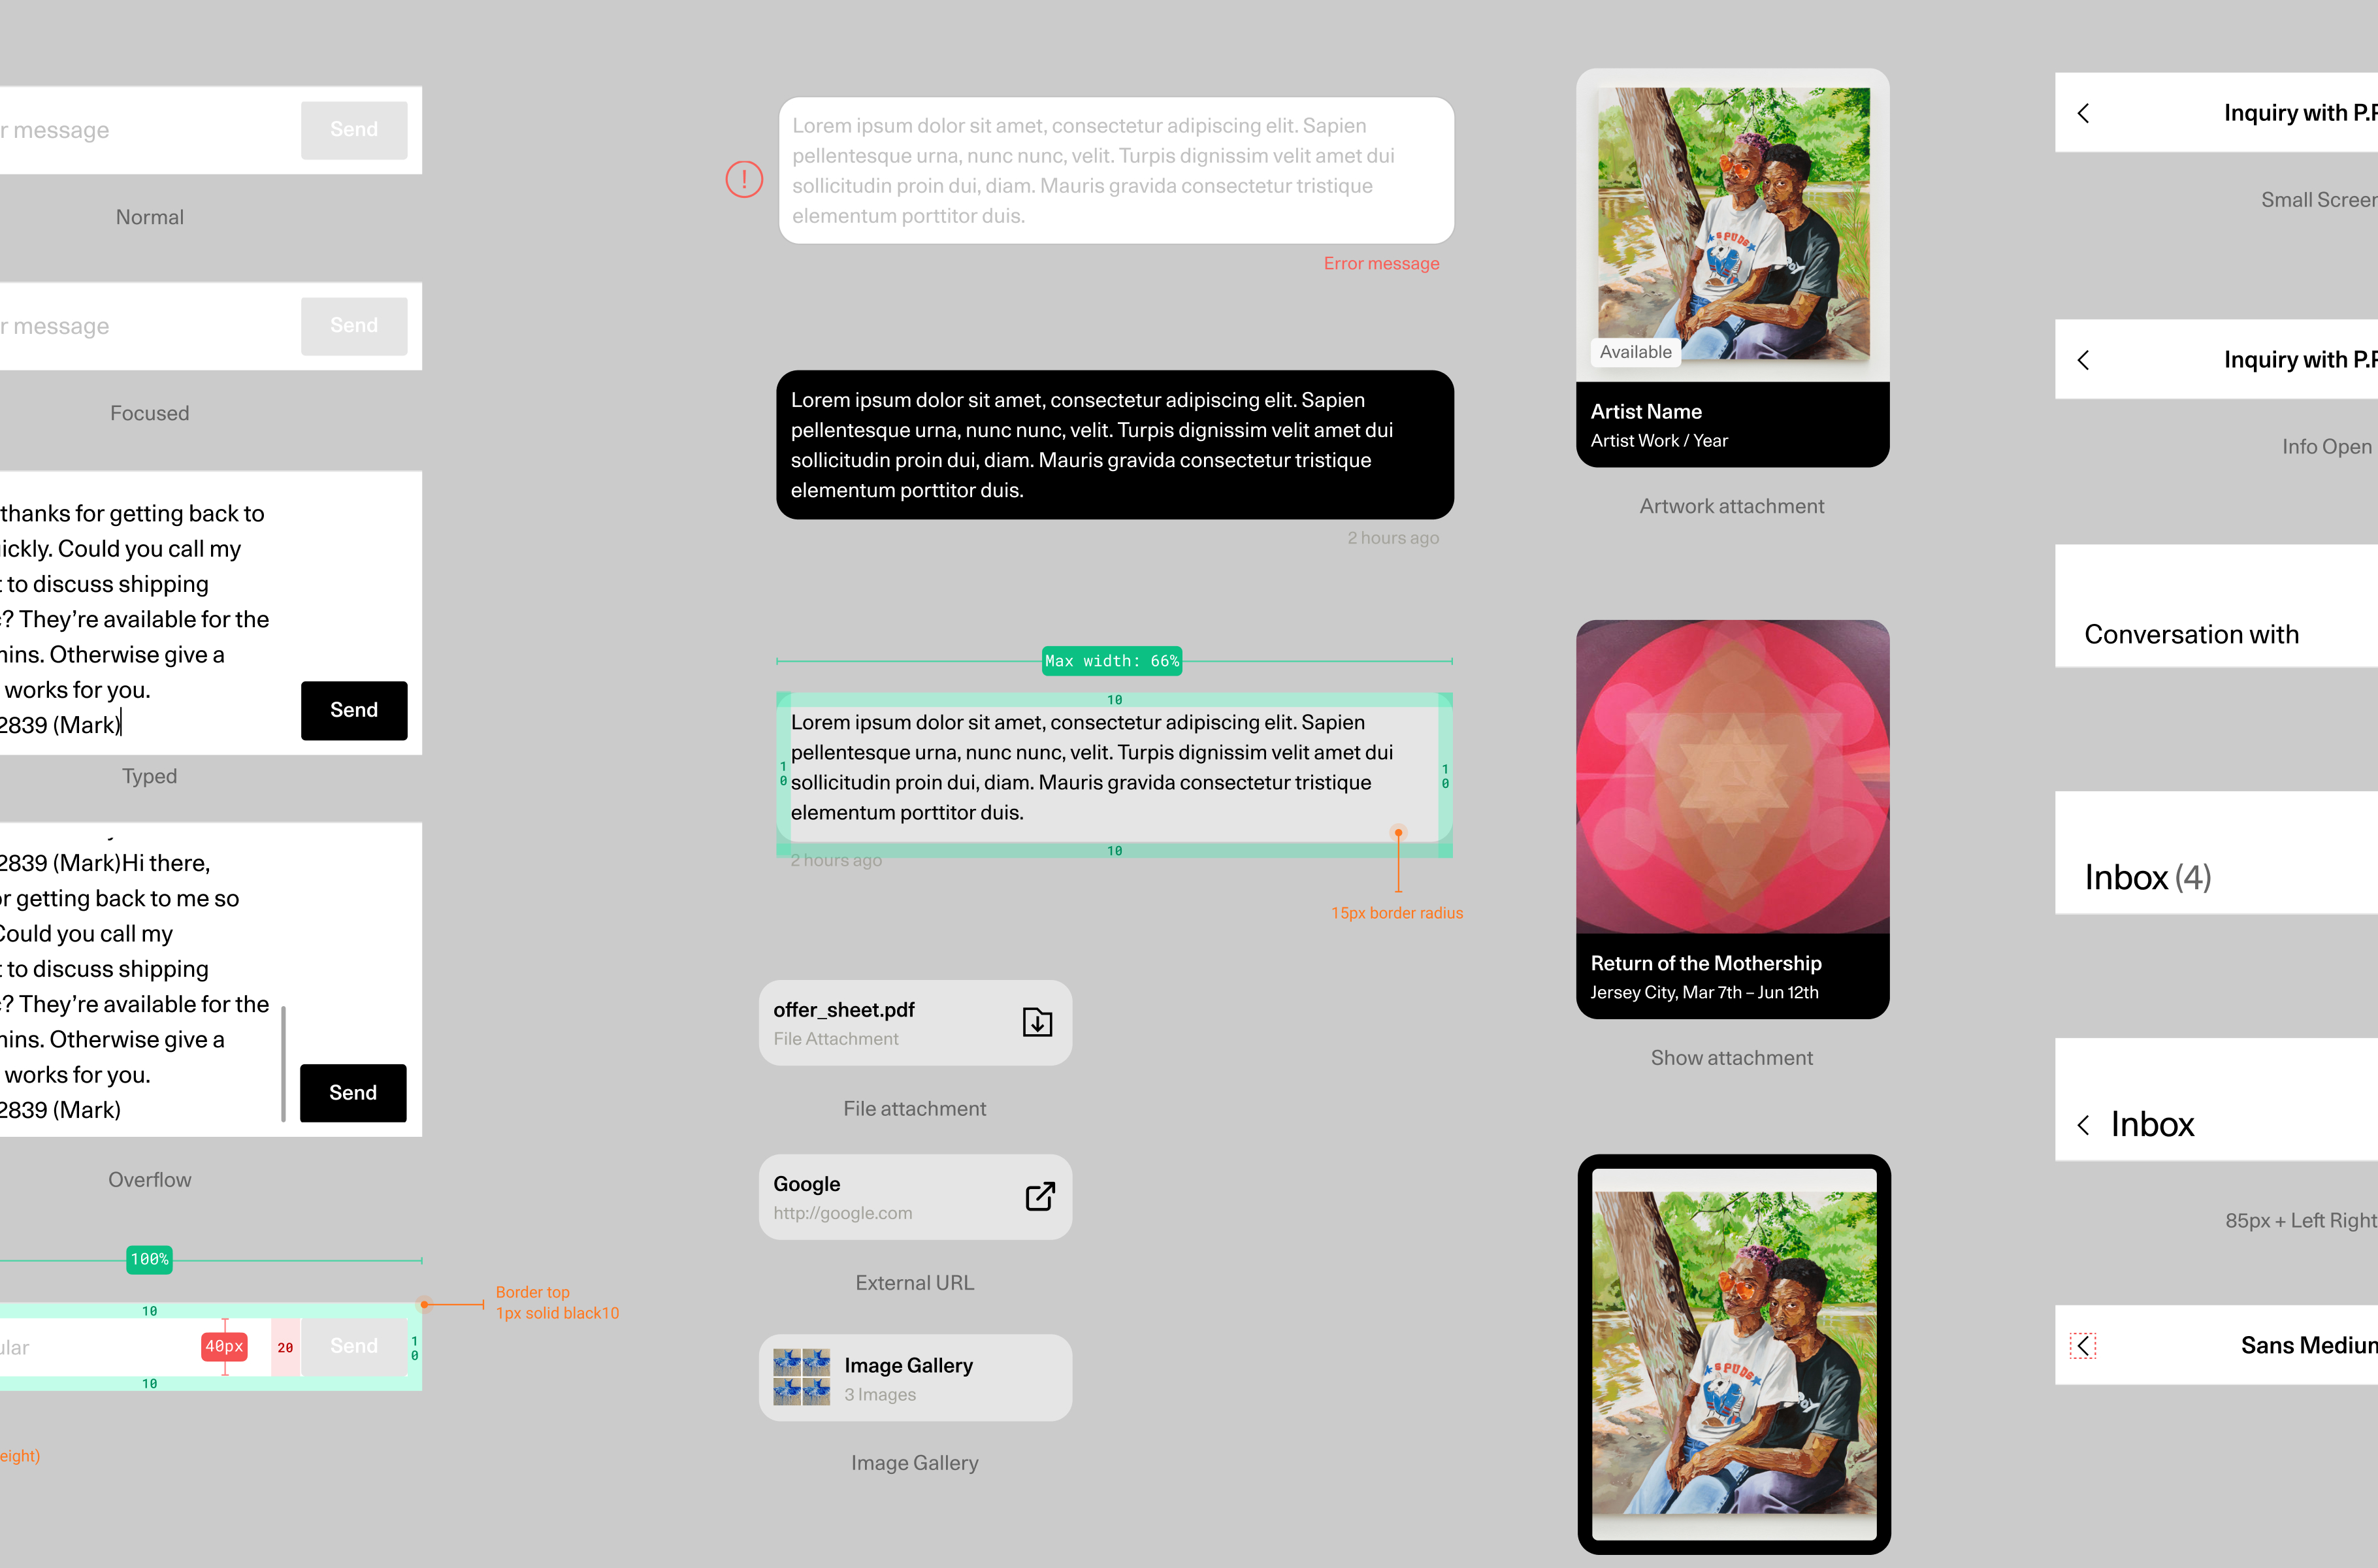 r message
Send
Normal
r message
Send
Focused
thanks for getting back to
ickly. Could you call my
t to discuss shipping
c? They're available for the
nins. Otherwise give a
works for you.
2839 (Mark)
Send
Typed
2839 (Mark)Hi there,
or getting back to me so
Could you call my
t to discuss shipping
c? They're available for the
nins. Otherwise give a
works for you.
2839 (Mark)
Send
Overflow
100%
10
Border top
1px solid black10
ular
40px
20
Send
10
10
eight)
Lorem ipsum dolor sit amet, consectetur adipiscing elit. Sapien
pellentesque urna, nunc nunc, velit. Turpis dignissim velit amet dui
sollicitudin proin dui, diam. Mauris gravida consectetur tristique
elementum porttitor duis.
!
Error message
Lorem ipsum dolor sit amet, consectetur adipiscing elit. Sapien
pellentesque urna, nunc nunc, velit. Turpis dignissim velit amet dui
sollicitudin proin dui, diam. Mauris gravida consectetur tristique
elementum porttitor duis.
2 hours ago
Max width: 66%
10
Lorem ipsum dolor sit amet, consectetur adipiscing elit. Sapien
pellentesque urna, nunc nunc, velit. Turpis dignissim velit amet dui
sollicitudin proin dui, diam. Mauris gravida consectetur tristique
elementum porttitor duis.
10
10
10
2 hours ago
15px border radius
offer_sheet.pdf
File Attachment
File attachment
Google
http://google.com
External URL
Image Gallery
3 Images
Image Gallery
SPUDS
Available
Artist Name
Artist Work / Year
Artwork attachment
Return of the Mothership
Jersey City, Mar 7th – Jun 12th
Show attachment
SPUDS
Inquiry with P.P
Small Screen
Inquiry with P.P
Info Open
Conversation with
Inbox (4)
Inbox
85px + Left Right
Sans Medium